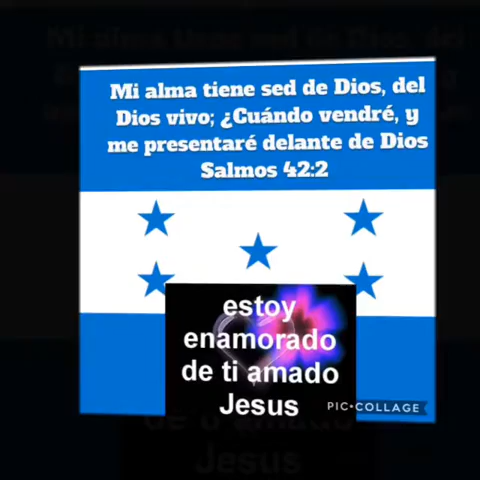 Mi alma tiene sed de Dios, del
Dios vivo; ¿Cuándo vendré, y
me presentaré delante de Dios
Salmos 42:2
estoy
enamorado
de ti amado
Jesus
PIC•COLLAGE